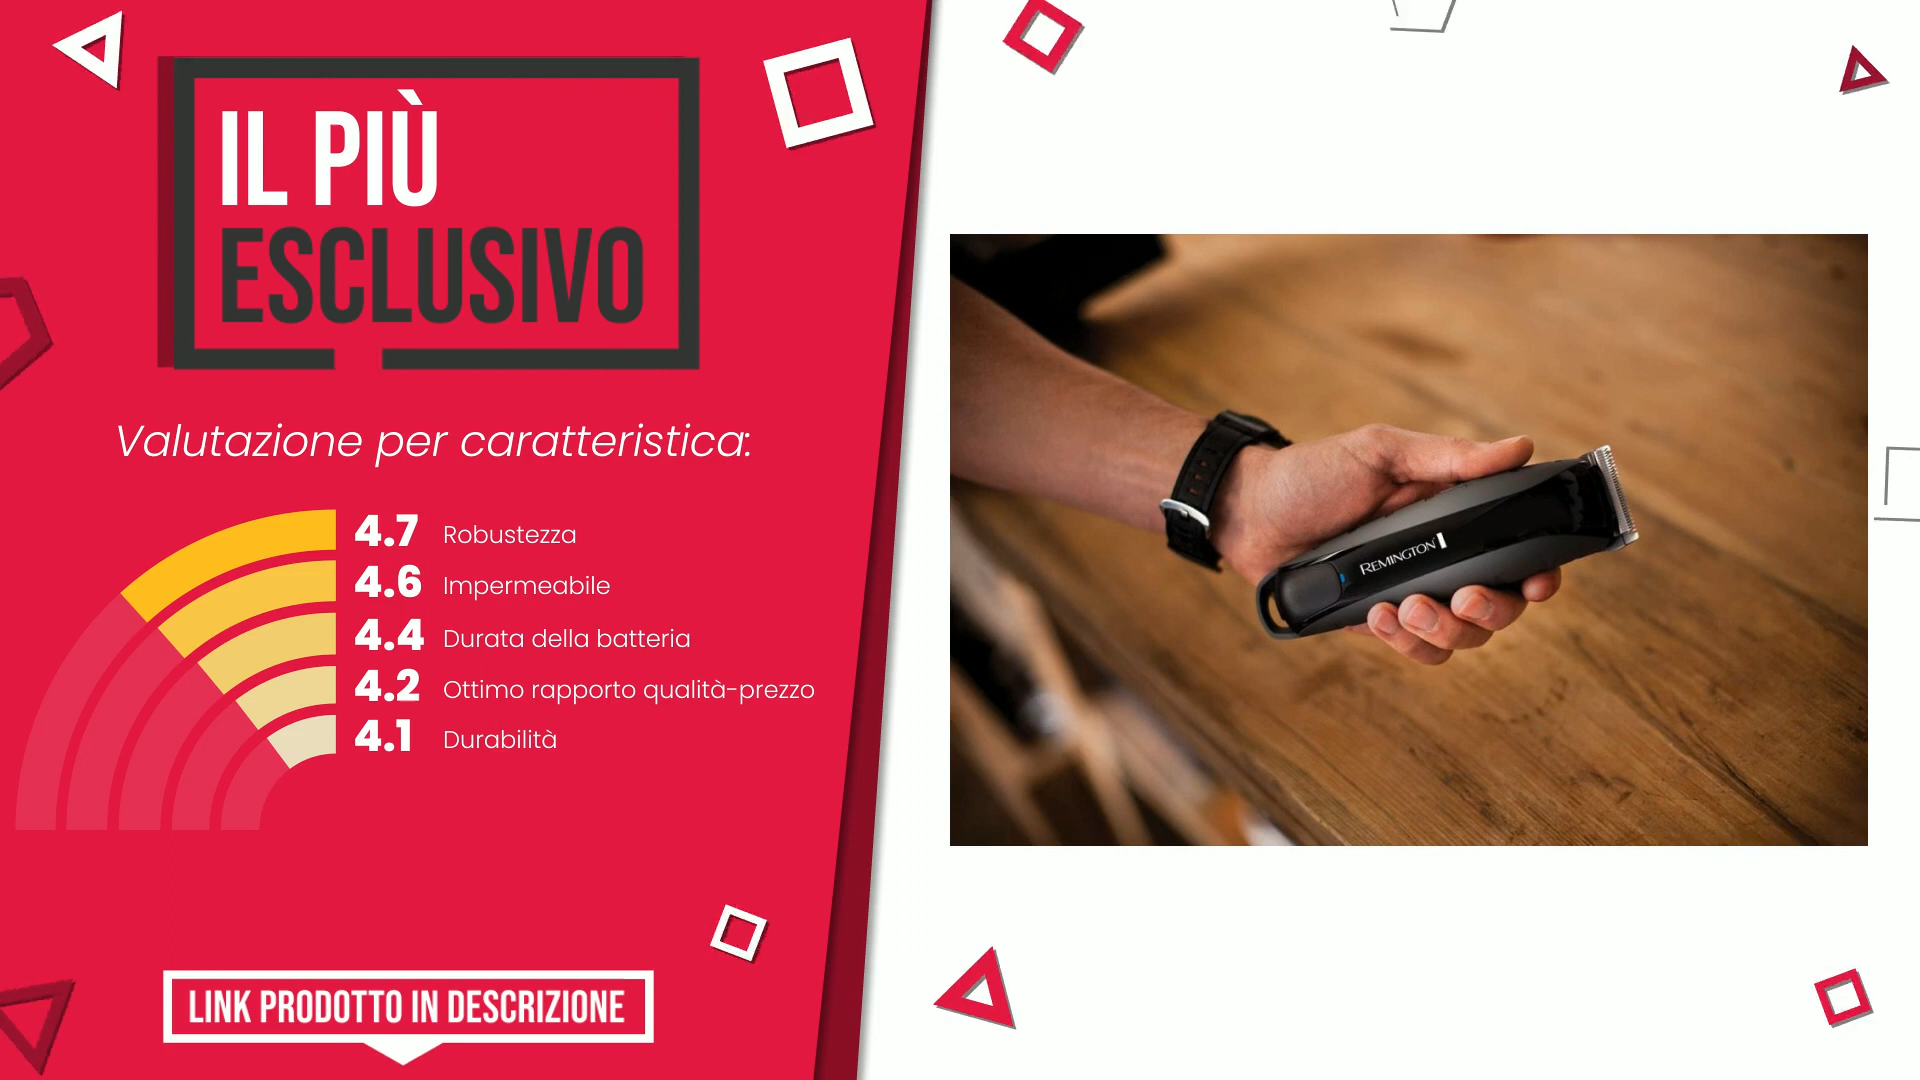 IL PIÙ
ESCLUSIVO
Valutazione per caratteristica:
4.7 Robustezza
4.6 Impermeabile
4.4 Durata della batteria
4.2 Ottimo rapporto qualità-prezzo
4.1 Durabilità
LINK PRODOTTO IN DESCRIZIONE
REMINGTON